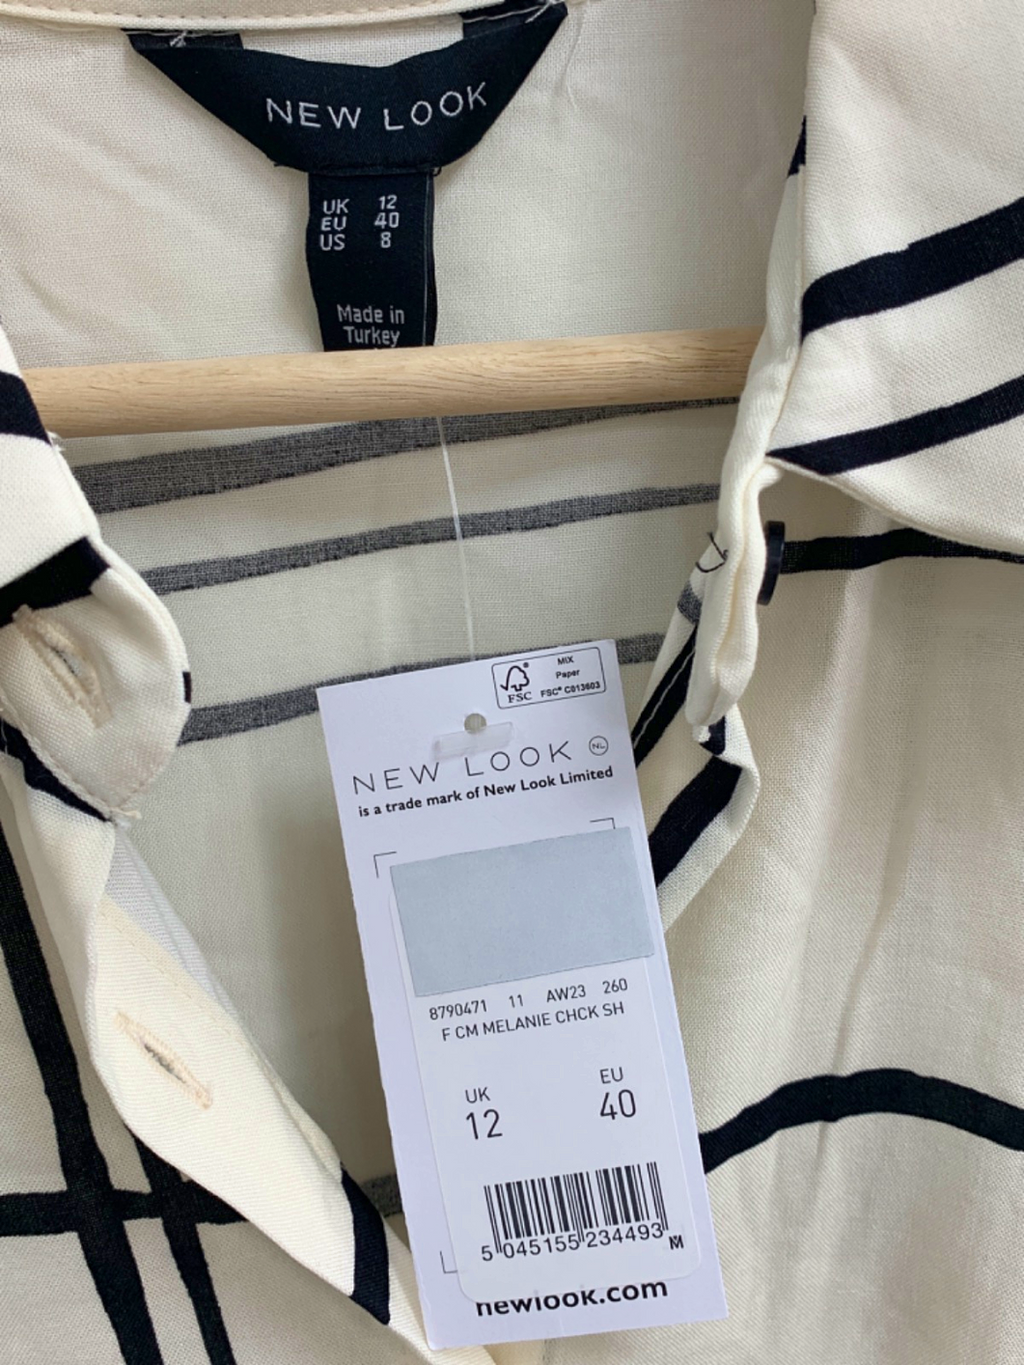 NEW LOOK
UK 12
EU 40
US 8
Made in
Turkey
FSC®
MIX
Paper
FSC® C013603
NEW LOOK NL
is a trade mark of New Look Limited
8790471 11 AW23 260
F CM MELANIE CHCK SH
UK EU
12 40
5 045155 234493 M
newlook.com